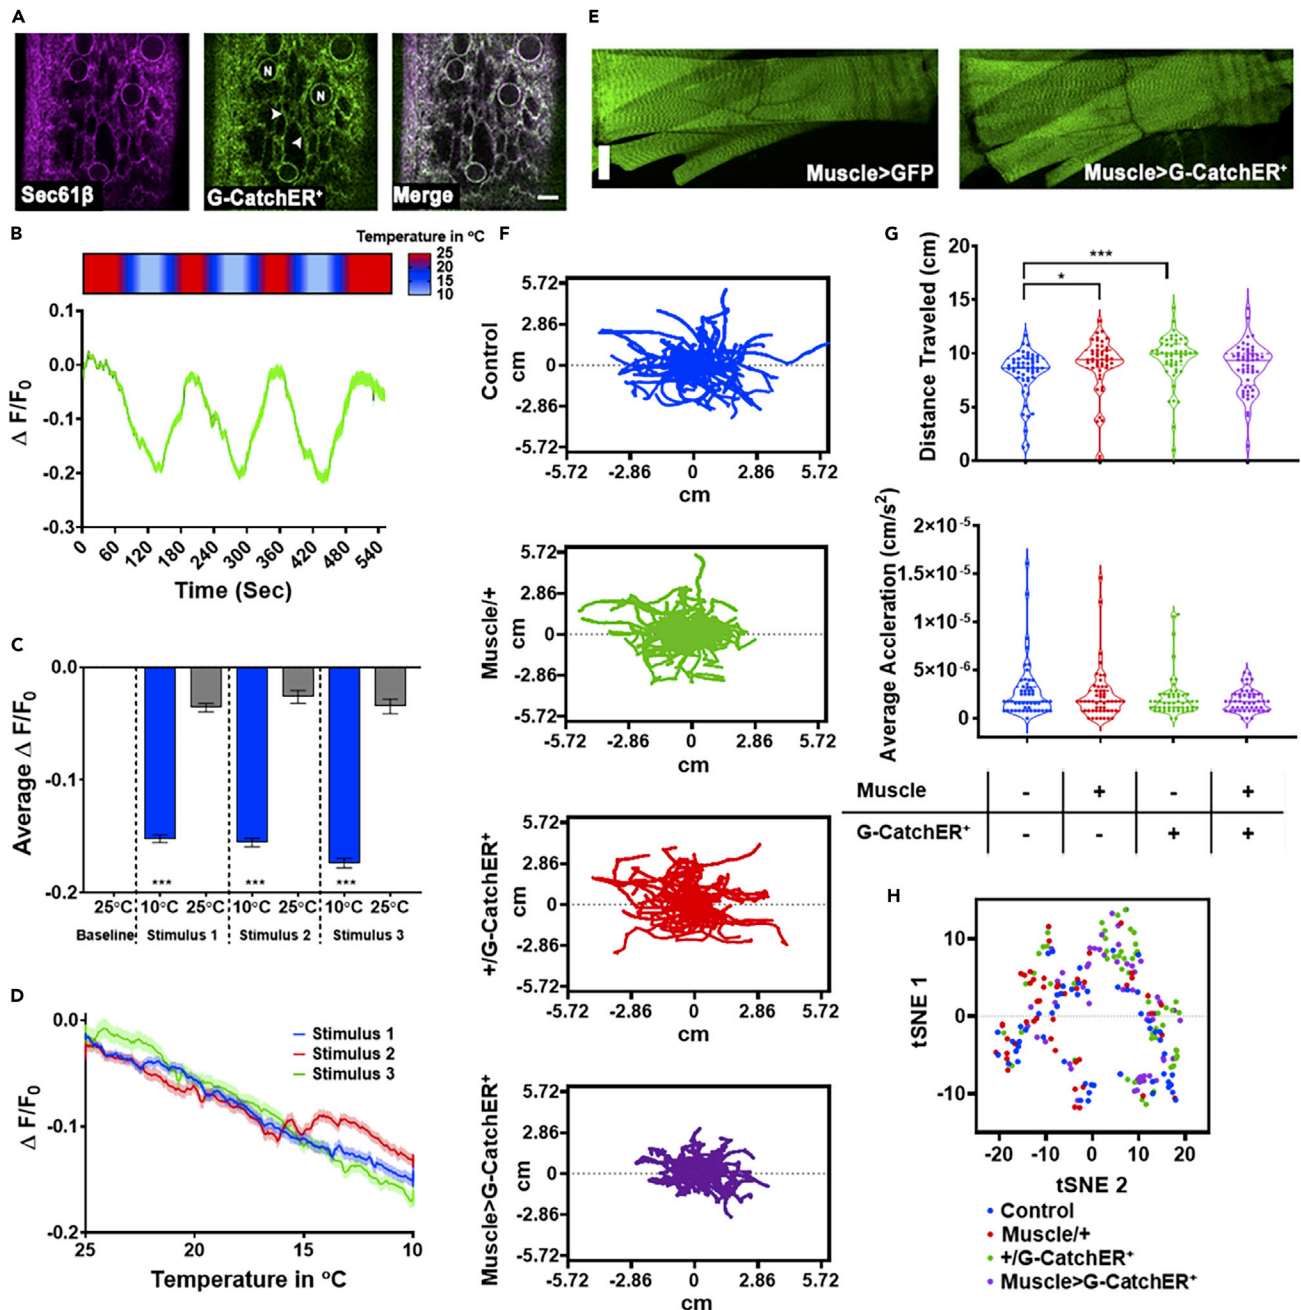 A
N
N
Sec61β
G-CatchER⁺
Merge
B
Temperature in ºC
25
20
15
10
0.1
0.0
-0.1
-0.2
-0.3
Δ F/F₀
0 60 120 180 240 300 360 420 480 540
Time (Sec)
C
0.0
-0.1
-0.2
Average Δ F/F₀
*** *** ***
25°C 10°C 25°C 10°C 25°C 10°C 25°C
Baseline Stimulus 1 Stimulus 2 Stimulus 3
D
0.0
-0.1
-0.2
Δ F/F₀
Stimulus 1
Stimulus 2
Stimulus 3
25 20 15 10
Temperature in ºC
E
Muscle>GFP
Muscle>G-CatchER⁺
F
Control
cm
5.72
2.86
0
-2.86
-5.72
-5.72 -2.86 0 2.86 5.72
cm
Muscle/+
cm
5.72
2.86
0
-2.86
-5.72
-5.72 -2.86 0 2.86 5.72
cm
+/G-CatchER⁺
cm
5.72
2.86
0
-2.86
-5.72
-5.72 -2.86 0 2.86 5.72
cm
Muscle>G-CatchER⁺
cm
5.72
2.86
0
-2.86
-5.72
-5.72 -2.86 0 2.86 5.72
cm
G
Distance Traveled (cm)
20
15
10
5
0
***
*
Average Accleration (cm/s²)
2×10⁻⁵
1.5×10⁻⁵
1×10⁻⁵
5×10⁻⁶
0
Muscle - + - +
G-CatchER⁺ - - + +
H
tSNE 1
10
0
-10
-20 -10 0 10 20
tSNE 2
Control
Muscle/+
+/G-CatchER⁺
Muscle>G-CatchER⁺